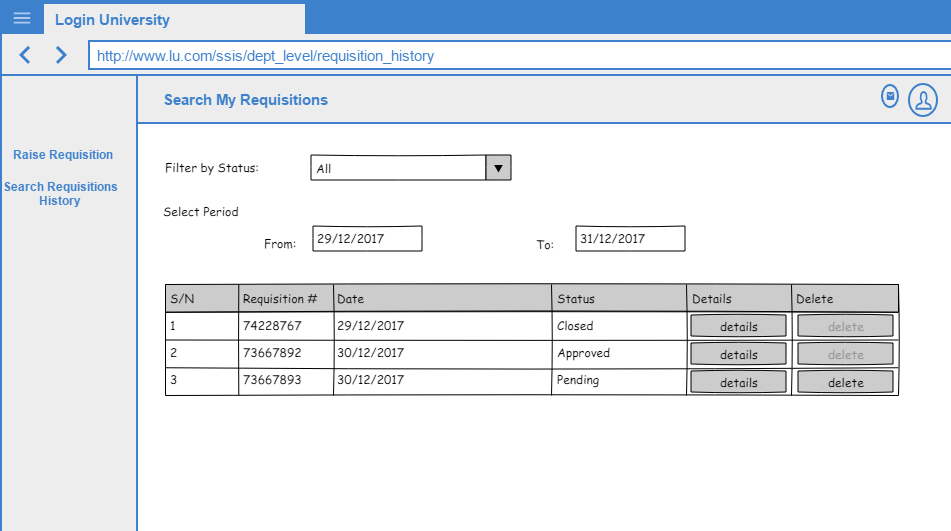 Login University
http://www.lu.com/ssis/dept_level/requisition_history
Search My Requisitions
Raise Requisition
Search Requisitions
History
Filter by Status: All
Select Period
From: 29/12/2017 To: 31/12/2017
S/N Requisition # Date Status Details Delete
1 74228767 29/12/2017 Closed details delete
2 73667892 30/12/2017 Approved details delete
3 73667893 30/12/2017 Pending details delete